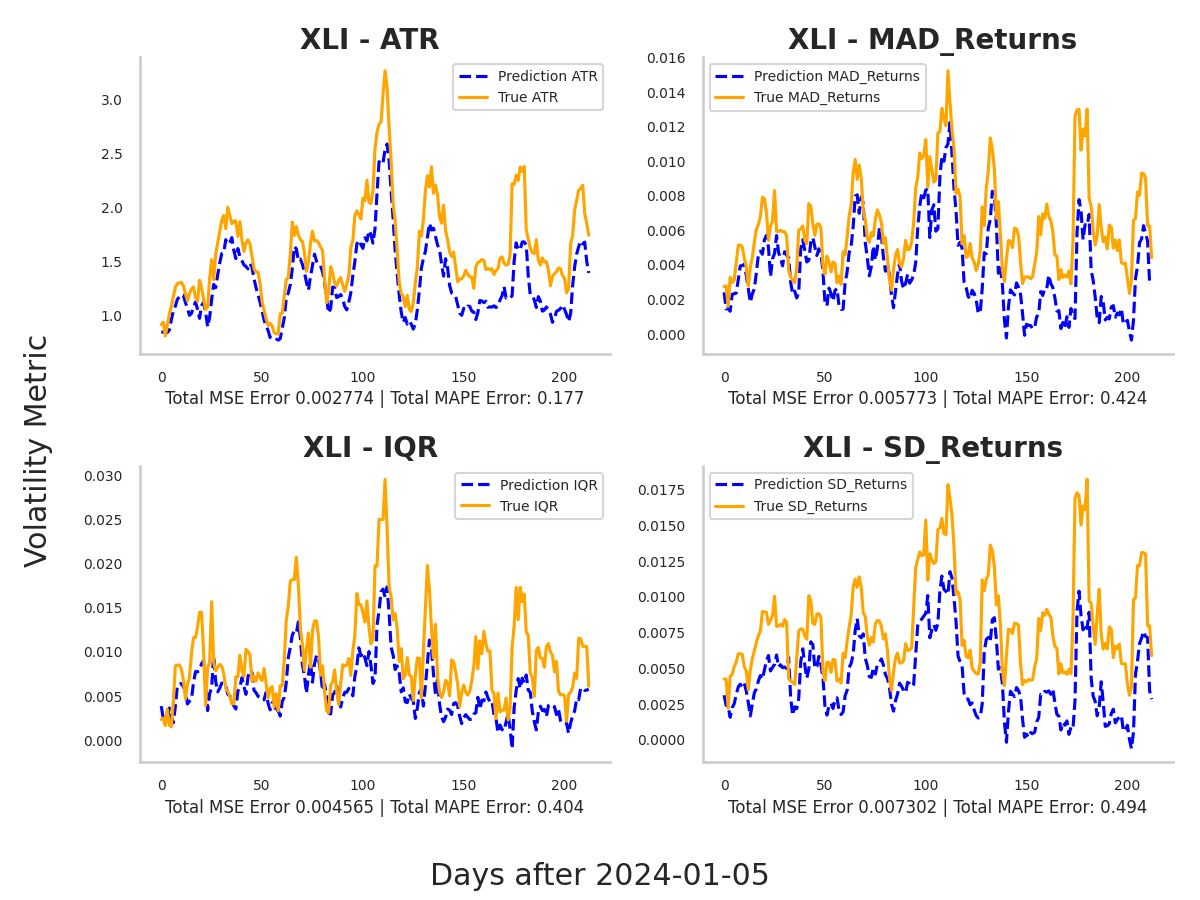 XLI - ATR
Prediction ATR
True ATR
3.0
2.5
2.0
1.5
1.0
0
50
100
150
200
Total MSE Error 0.002774 | Total MAPE Error: 0.177
XLI - MAD_Returns
Prediction MAD_Returns
True MAD_Returns
0.016
0.014
0.012
0.010
0.008
0.006
0.004
0.002
0.000
0
50
100
150
200
Total MSE Error 0.005773 | Total MAPE Error: 0.424
Volatility Metric
XLI - IQR
Prediction IQR
True IQR
0.030
0.025
0.020
0.015
0.010
0.005
0.000
0
50
100
150
200
Total MSE Error 0.004565 | Total MAPE Error: 0.404
XLI - SD_Returns
Prediction SD_Returns
True SD_Returns
0.0175
0.0150
0.0125
0.0100
0.0075
0.0050
0.0025
0.0000
0
50
100
150
200
Total MSE Error 0.007302 | Total MAPE Error: 0.494
Days after 2024-01-05